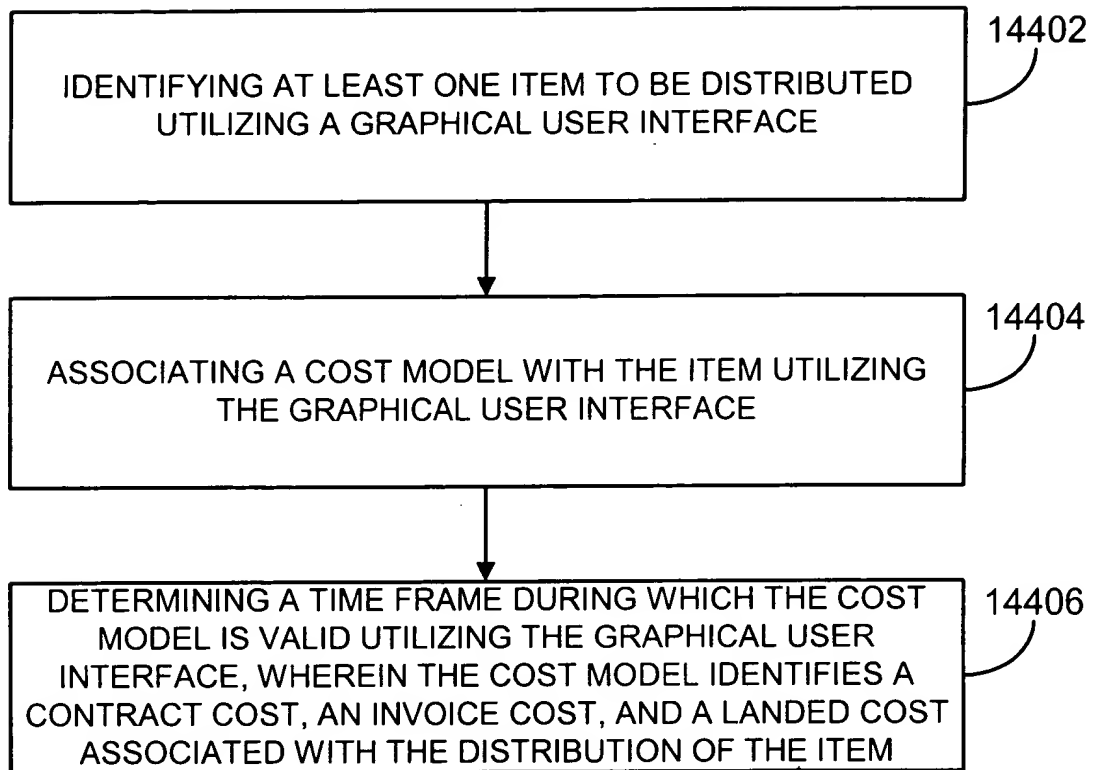 14402
IDENTIFYING AT LEAST ONE ITEM TO BE DISTRIBUTED
UTILIZING A GRAPHICAL USER INTERFACE
14404
ASSOCIATING A COST MODEL WITH THE ITEM UTILIZING
THE GRAPHICAL USER INTERFACE
14406
DETERMINING A TIME FRAME DURING WHICH THE COST
MODEL IS VALID UTILIZING THE GRAPHICAL USER
INTERFACE, WHEREIN THE COST MODEL IDENTIFIES A
CONTRACT COST, AN INVOICE COST, AND A LANDED COST
ASSOCIATED WITH THE DISTRIBUTION OF THE ITEM